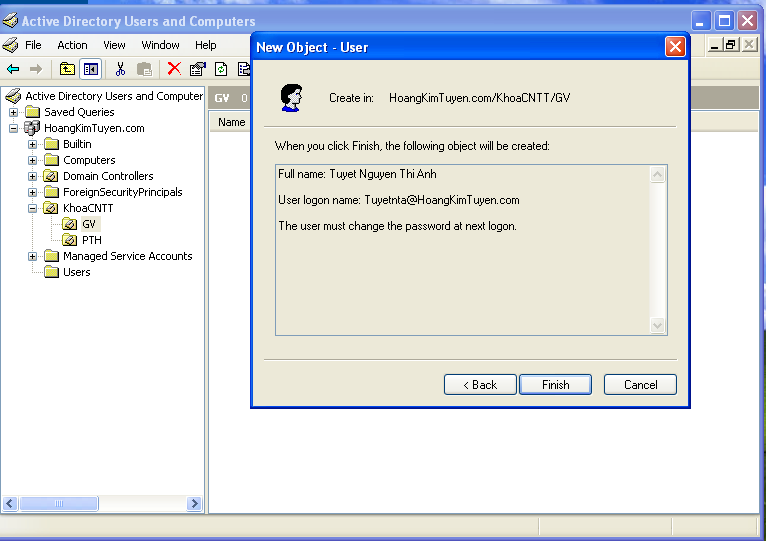 Active Directory Users and Computers
File Action View Window Help
Active Directory Users and Computer
Saved Queries
HoangKimTuyen.com
Builtin
Computers
Domain Controllers
ForeignSecurityPrincipals
KhoaCNTT
GV
PTH
Managed Service Accounts
Users
GV 0
Name
New Object - User
Create in: HoangKimTuyen.com/KhoaCNTT/GV
When you click Finish, the following object will be created:
Full name: Tuyet Nguyen Thi Anh
User logon name: Tuyetnta@HoangKimTuyen.com
The user must change the password at next logon.
< Back Finish Cancel